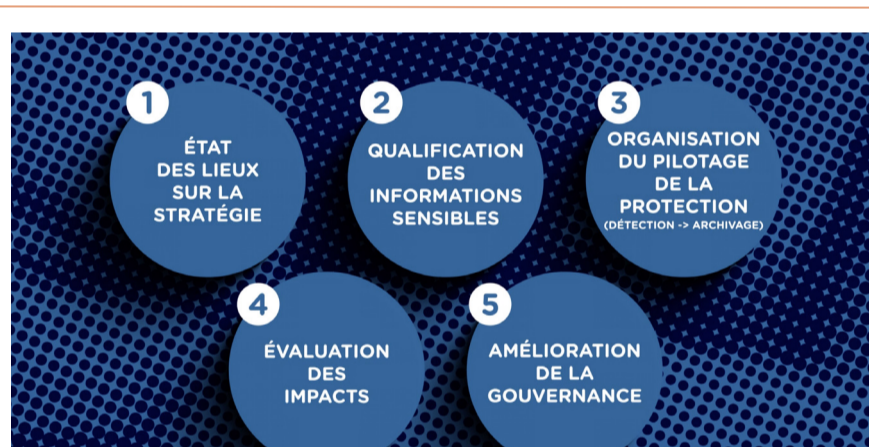 1
ÉTAT
DES LIEUX
SUR LA
STRATÉGIE
2
QUALIFICATION
DES
INFORMATIONS
SENSIBLES
3
ORGANISATION
DU PILOTAGE
DE LA
PROTECTION
(DÉTECTION -> ARCHIVAGE)
4
ÉVALUATION
DES
IMPACTS
5
AMÉLIORATION
DE LA
GOUVERNANCE